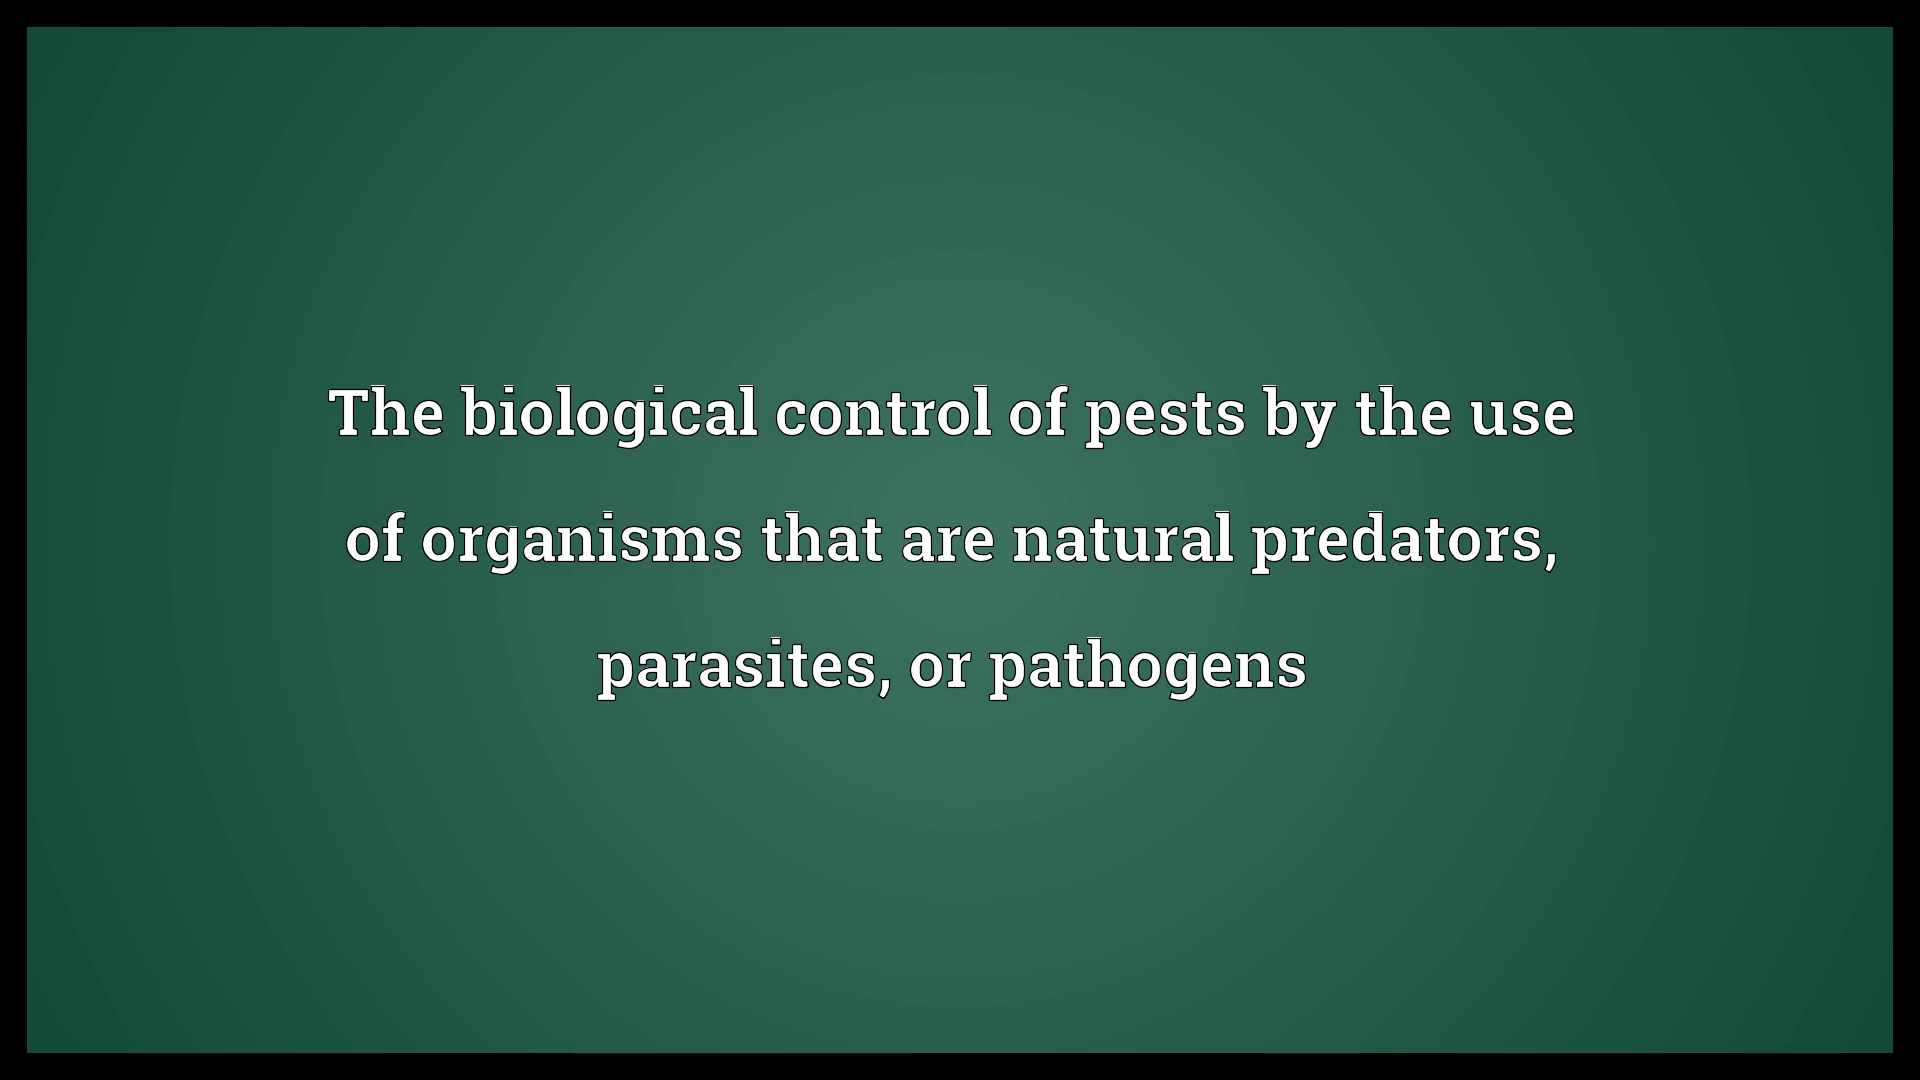 The biological control of pests by the use
of organisms that are natural predators,
parasites, or pathogens